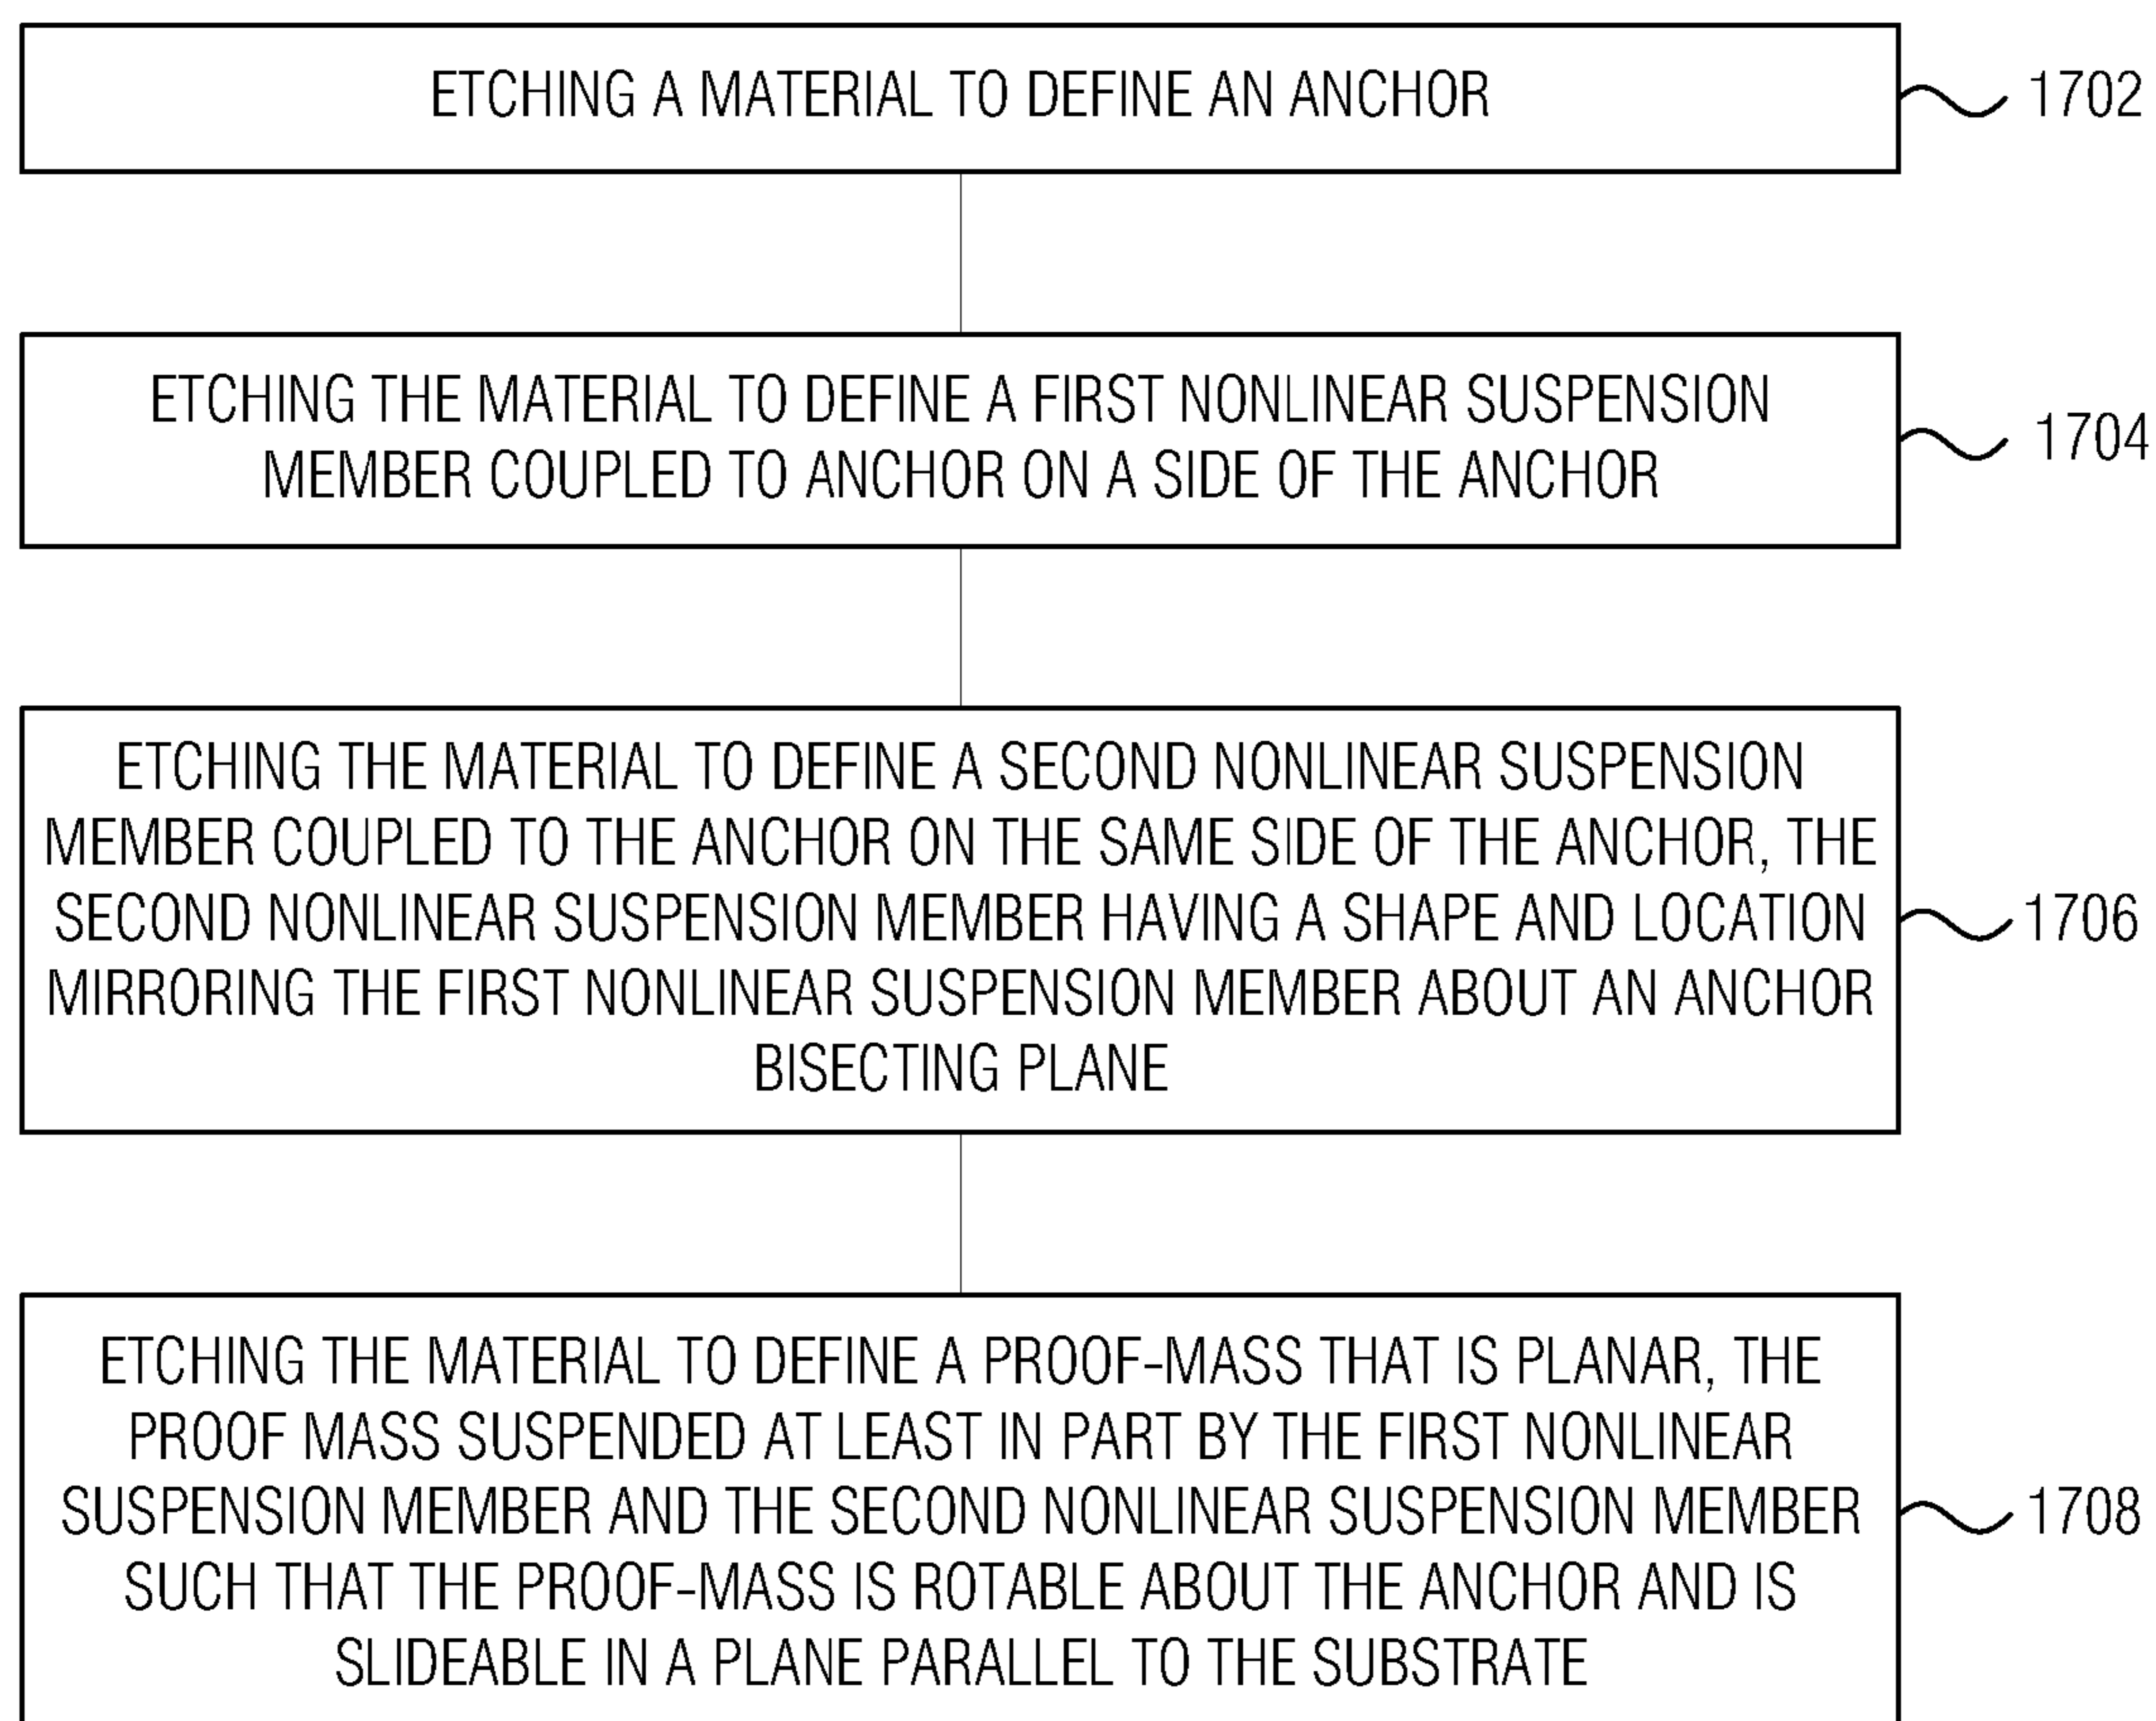 ETCHING A MATERIAL TO DEFINE AN ANCHOR
1702
ETCHING THE MATERIAL TO DEFINE A FIRST NONLINEAR SUSPENSION
MEMBER COUPLED TO ANCHOR ON A SIDE OF THE ANCHOR
1704
ETCHING THE MATERIAL TO DEFINE A SECOND NONLINEAR SUSPENSION
MEMBER COUPLED TO THE ANCHOR ON THE SAME SIDE OF THE ANCHOR, THE
SECOND NONLINEAR SUSPENSION MEMBER HAVING A SHAPE AND LOCATION
MIRRORING THE FIRST NONLINEAR SUSPENSION MEMBER ABOUT AN ANCHOR
BISECTING PLANE
1706
ETCHING THE MATERIAL TO DEFINE A PROOF-MASS THAT IS PLANAR, THE
PROOF MASS SUSPENDED AT LEAST IN PART BY THE FIRST NONLINEAR
SUSPENSION MEMBER AND THE SECOND NONLINEAR SUSPENSION MEMBER
SUCH THAT THE PROOF-MASS IS ROTABLE ABOUT THE ANCHOR AND IS
SLIDEABLE IN A PLANE PARALLEL TO THE SUBSTRATE
1708